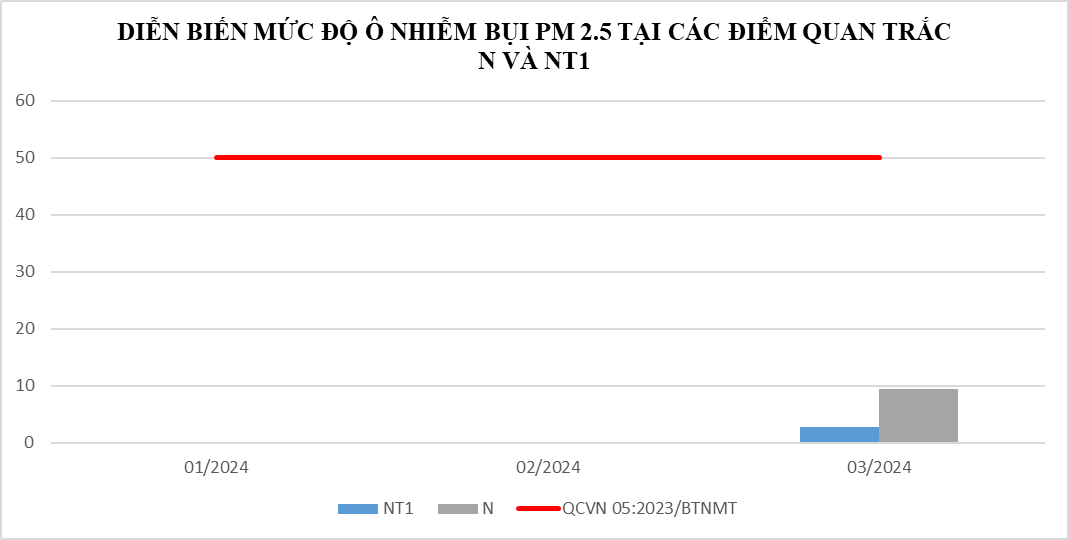 DIỄN BIẾN MỨC ĐỘ Ô NHIỄM BỤI PM 2.5 TẠI CÁC ĐIỂM QUAN TRẮC
N VÀ NT1
60
50
40
30
20
10
0
01/2024 02/2024 03/2024
NT1 N QCVN 05:2023/BTNMT